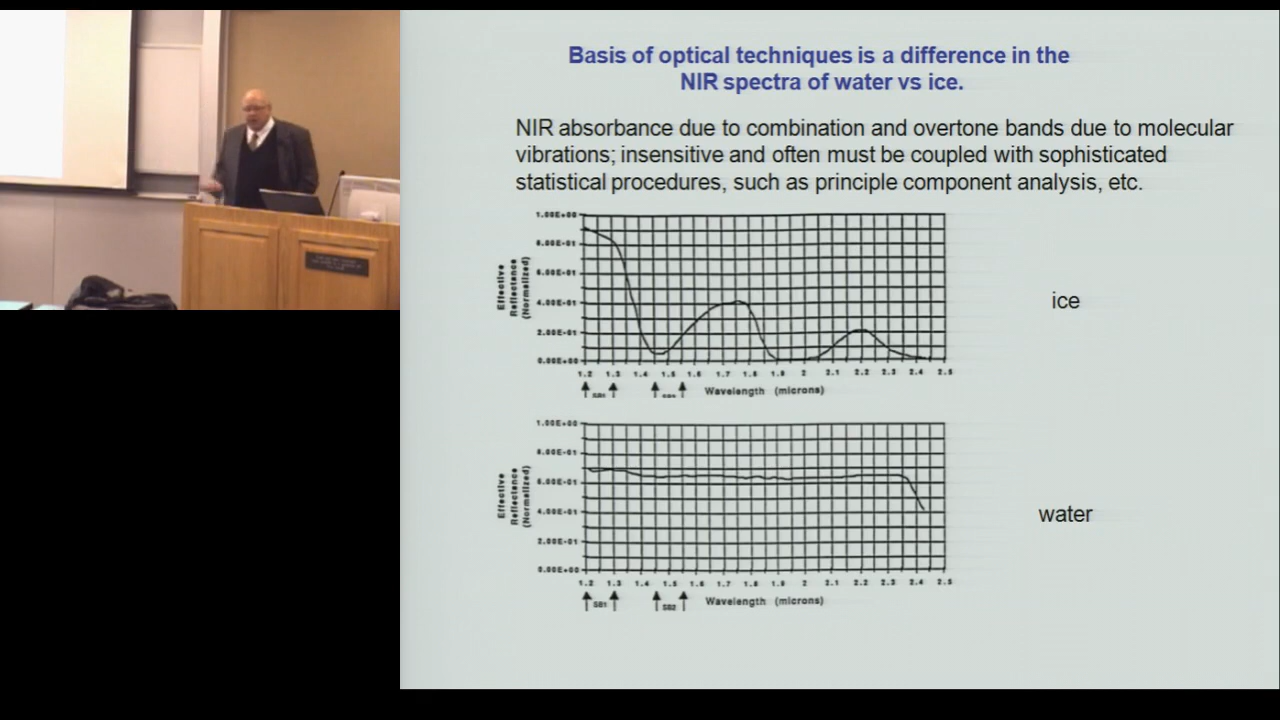 Basis of optical techniques is a difference in the
NIR spectra of water vs ice.
NIR absorbance due to combination and overtone bands due to molecular
vibrations; insensitive and often must be coupled with sophisticated
statistical procedures, such as principle component analysis, etc.
Effective
Reflectance
(Normalized)
1.00E+00
8.00E-01
6.00E-01
4.00E-01
2.00E-01
0.00E+00
1.2 1.3 1.4 1.5 1.6 1.7 1.8 1.9 2 2.1 2.2 2.3 2.4 2.5
SB1 SB2 Wavelength (microns)
ice
Effective
Reflectance
(Normalized)
1.00E+00
8.00E-01
6.00E-01
4.00E-01
2.00E-01
0.00E+00
1.2 1.3 1.4 1.5 1.6 1.7 1.8 1.9 2 2.1 2.2 2.3 2.4 2.5
SB1 SB2 Wavelength (microns)
water